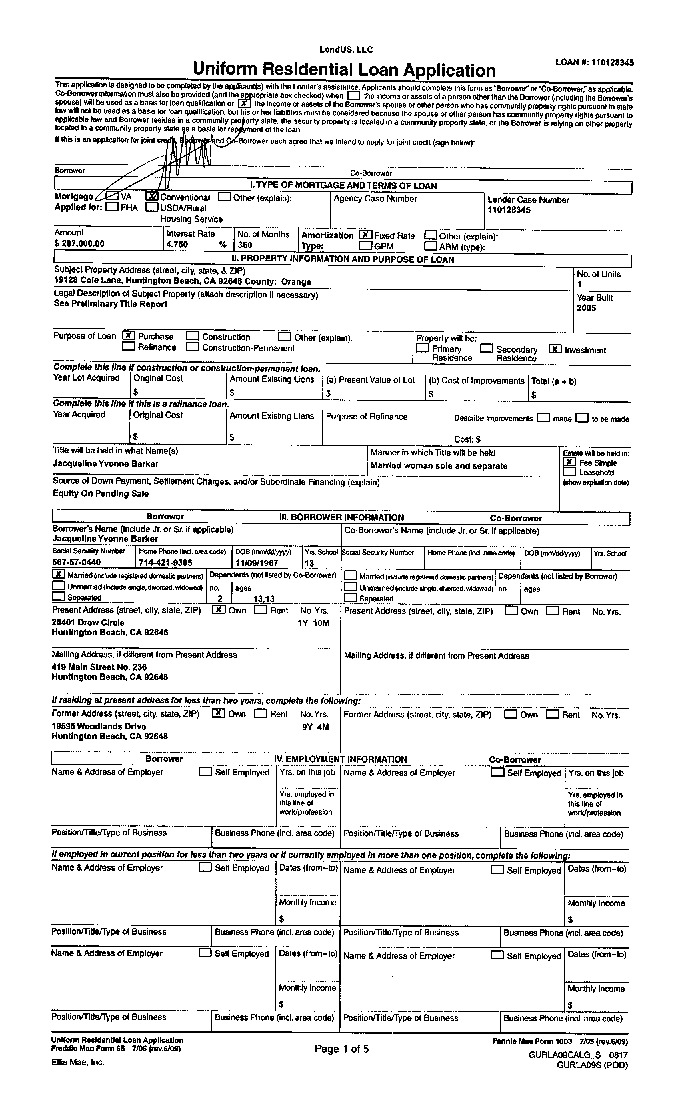 LendUS, LLC
LOAN #: 110128345
Uniform Residential Loan Application
This application is designed to be completed by the applicant(s) with the Lender's assistance. Applicants should complete this form as "Borrower" or "Co-Borrower," as applicable.
Co-Borrower information must also be provided (and the appropriate box checked) when the income or assets of a person other than the Borrower (including the Borrower's
spouse) will be used as a basis for loan qualification or X the income or assets of the Borrower's spouse or other person who has community property rights pursuant to state
law will not be used as a basis for loan qualification, but his or her liabilities must be considered because the spouse or other person has community property rights pursuant to
applicable law and Borrower resides in a community property state, the security property is located in a community property state, or the Borrower is relying on other property
located in a community property state as a basis for repayment of the loan.
If this is an application for joint credit, Borrower and Co-Borrower each agree that we intend to apply for joint credit (sign below):
Borrower Co-Borrower
I. TYPE OF MORTGAGE AND TERMS OF LOAN
Mortgage VA X Conventional Other (explain): Agency Case Number Lender Case Number
Applied for: FHA USDA/Rural 110128345
Housing Service
Amount Interest Rate No. of Months Amortization X Fixed Rate Other (explain):
$ 287,000.00 4.750 % 360 Type: GPM ARM (type):
II. PROPERTY INFORMATION AND PURPOSE OF LOAN
Subject Property Address (street, city, state, & ZIP) No. of Units
19128 Cole Lane, Huntington Beach, CA 92648 County: Orange 1
Legal Description of Subject Property (attach description if necessary) Year Built
See Preliminary Title Report 2005
Purpose of Loan X Purchase Construction Other (explain): Property will be:
Refinance Construction-Permanent Primary Residence Secondary Residence X Investment
Complete this line if construction or construction-permanent loan.
Year Lot Acquired Original Cost Amount Existing Liens (a) Present Value of Lot (b) Cost of Improvements Total (a + b)
$ $ $ $ $
Complete this line if this is a refinance loan.
Year Acquired Original Cost Amount Existing Liens Purpose of Refinance Describe Improvements made to be made
$ $ Cost: $
Title will be held in what Name(s) Manner in which Title will be held Estate will be held in:
Jacqueline Yvonne Barker Married woman sole and separate X Fee Simple
Leasehold
Source of Down Payment, Settlement Charges, and/or Subordinate Financing (explain) (show expiration date)
Equity On Pending Sale
Borrower III. BORROWER INFORMATION Co-Borrower
Borrower's Name (include Jr. or Sr. if applicable) Co-Borrower's Name (include Jr. or Sr. if applicable)
Jacqueline Yvonne Barker
Social Security Number Home Phone (incl. area code) DOB (mm/dd/yyyy) Yrs. School Social Security Number Home Phone (incl. area code) DOB (mm/dd/yyyy) Yrs. School
567-57-0440 714-421-9385 11/09/1967 13
X Married (include registered domestic partners) Dependents (not listed by Co-Borrower) Married (include registered domestic partners) Dependents (not listed by Borrower)
Unmarried (include single, divorced, widowed) no. ages Unmarried (include single, divorced, widowed) no. ages
Separated 2 13,13 Separated
Present Address (street, city, state, ZIP) X Own Rent No. Yrs. Present Address (street, city, state, ZIP) Own Rent No. Yrs.
Drow Circle 1Y 10M
Huntington Beach, CA 92648
Mailing Address, if different from Present Address Mailing Address, if different from Present Address
419 Main Street No. 236
Huntington Beach, CA 92648
If residing at present address for less than two years, complete the following:
Former Address (street, city, state, ZIP) X Own Rent No. Yrs. Former Address (street, city, state, ZIP) Own Rent No. Yrs.
19535 Woodlands Drive 9Y 4M
Huntington Beach, CA 92648
Borrower IV. EMPLOYMENT INFORMATION Co-Borrower
Name & Address of Employer Self Employed Yrs. on this job Name & Address of Employer Self Employed Yrs. on this job
Yrs. employed in this line of work/profession Yrs. employed in this line of work/profession
Position/Title/Type of Business Business Phone (incl. area code) Position/Title/Type of Business Business Phone (incl. area code)
If employed in current position for less than two years or if currently employed in more than one position, complete the following:
Name & Address of Employer Self Employed Dates (from-to) Name & Address of Employer Self Employed Dates (from-to)
Monthly Income Monthly Income
$ $
Position/Title/Type of Business Business Phone (incl. area code) Position/Title/Type of Business Business Phone (incl. area code)
Name & Address of Employer Self Employed Dates (from-to) Name & Address of Employer Self Employed Dates (from-to)
Monthly Income Monthly Income
$ $
Position/Title/Type of Business Business Phone (incl. area code) Position/Title/Type of Business Business Phone (incl. area code)
Uniform Residential Loan Application Fannie Mae Form 1003 7/05 (rev.6/09)
Freddie Mac Form 65 7/05 (rev.6/09) Page 1 of 5 GURLA09CALG_S 0817
Ellie Mae, Inc. GURLA09S (POD)